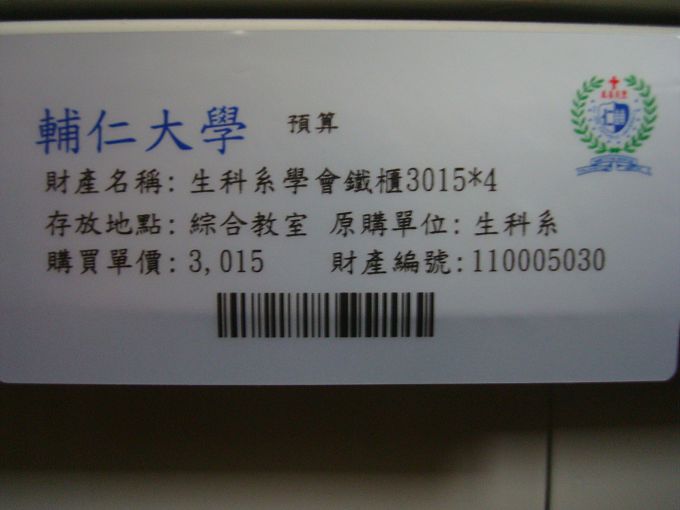 輔仁大學 預算
財產名稱: 生科系學會鐵櫃3015*4
存放地點: 綜合教室 原購單位: 生科系
購買單價: 3,015 財產編號: 110005030